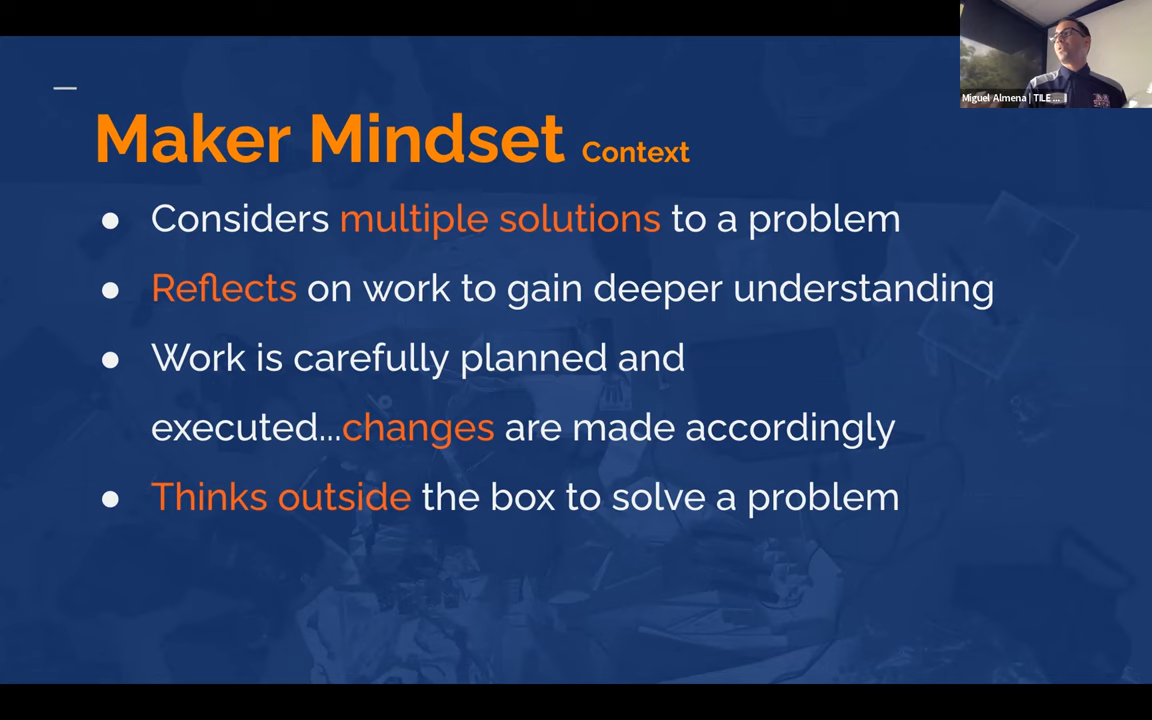 Miguel Almena | TILE ...
Maker Mindset Context
● Considers multiple solutions to a problem
● Reflects on work to gain deeper understanding
● Work is carefully planned and
executed...changes are made accordingly
● Thinks outside the box to solve a problem